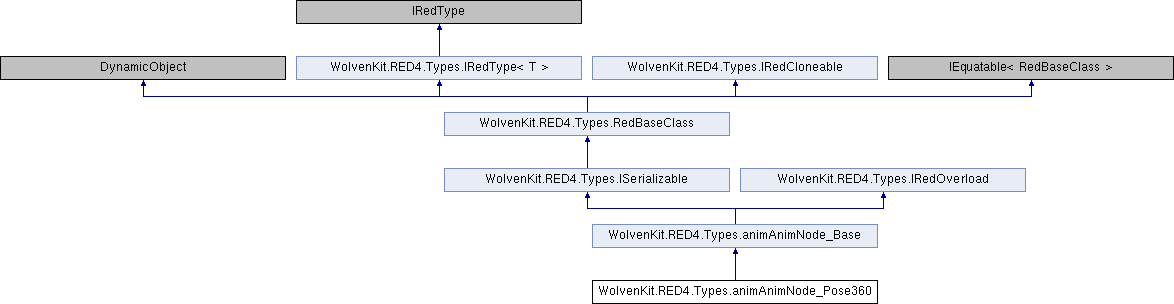 IRedType
DynamicObject
WolvenKit.RED4.Types.IRedType< T >
WolvenKit.RED4.Types.IRedCloneable
IEquatable< RedBaseClass >
WolvenKit.RED4.Types.RedBaseClass
WolvenKit.RED4.Types.ISerializable
WolvenKit.RED4.Types.IRedOverload
WolvenKit.RED4.Types.animAnimNode_Base
WolvenKit.RED4.Types.animAnimNode_Pose360